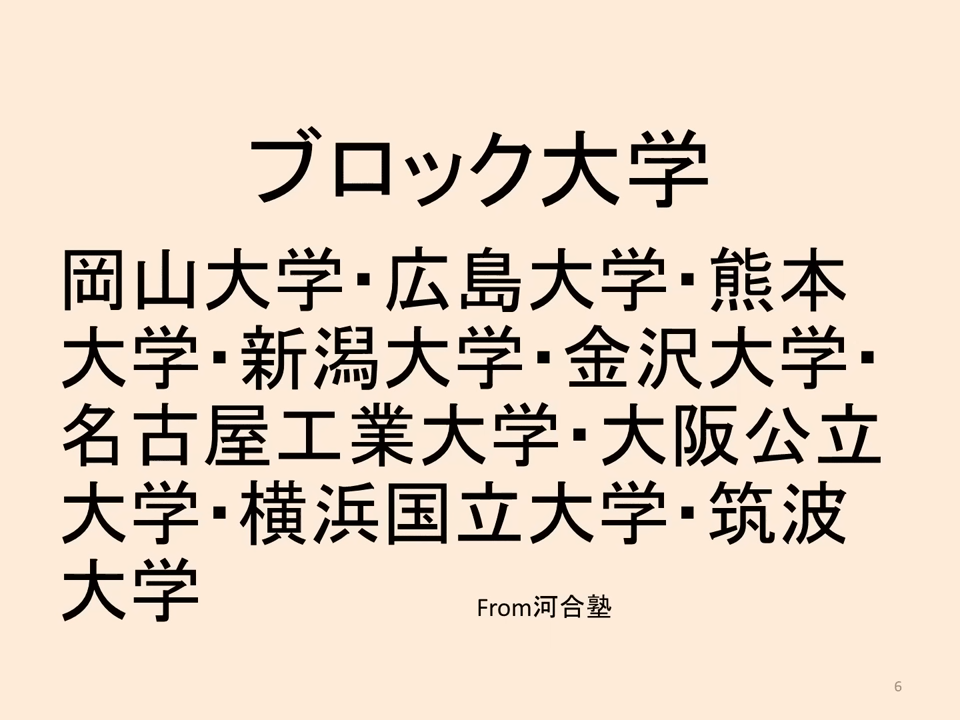 ブロック大学
岡山大学・広島大学・熊本
大学・新潟大学・金沢大学・
名古屋工業大学・大阪公立
大学・横浜国立大学・筑波
大学
From河合塾
6